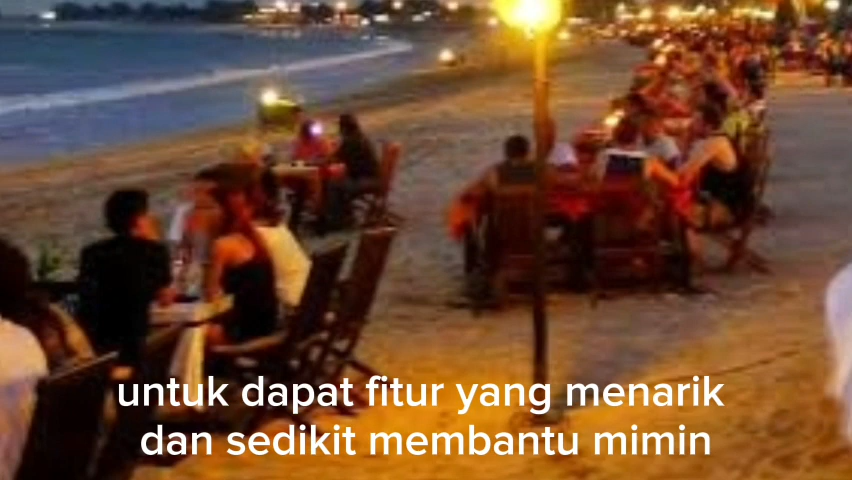 untuk dapat fitur yang menarik
dan sedikit membantu mimin